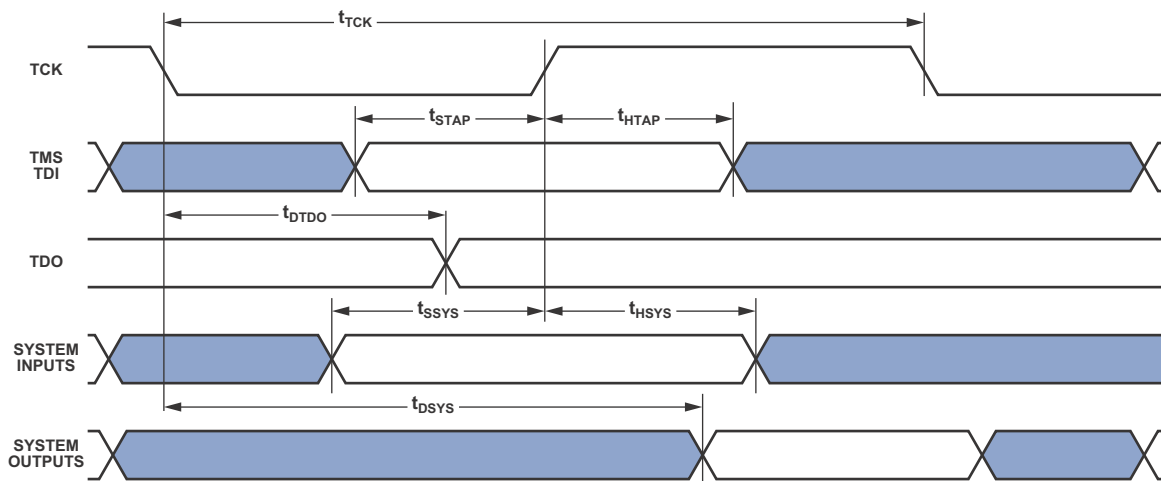 tTCK
TCK
tSTAP
tHTAP
TMS
TDI
tDTDO
TDO
tSSYS
tHSYS
SYSTEM
INPUTS
tDSYS
SYSTEM
OUTPUTS